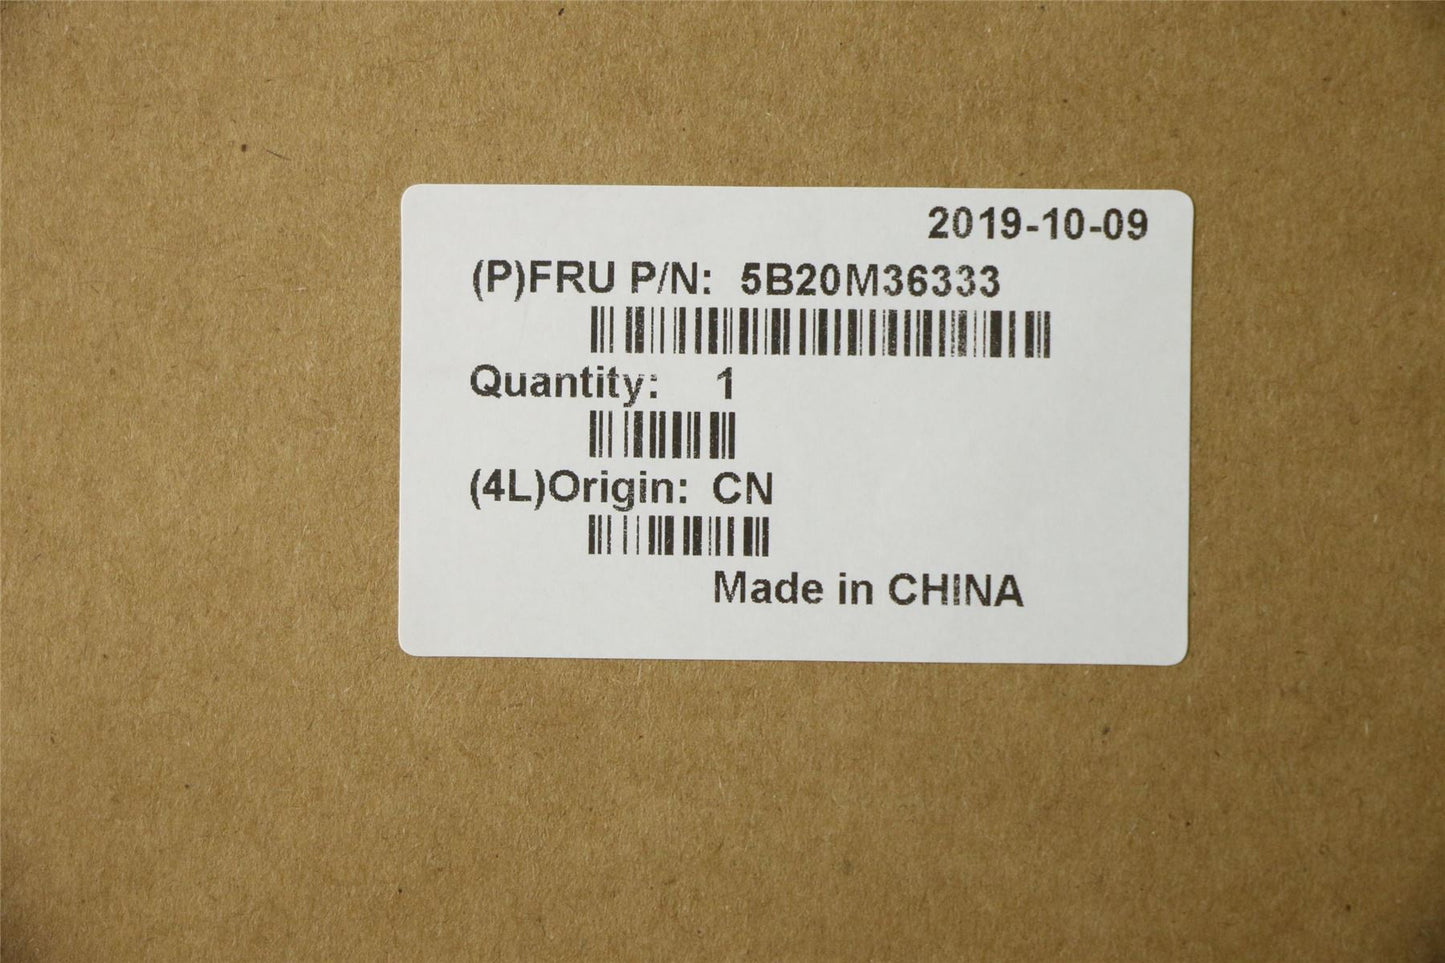 2019-10-09
(P)FRU P/N: 5B20M36333
Quantity: 1
(4L)Origin: CN
Made in CHINA